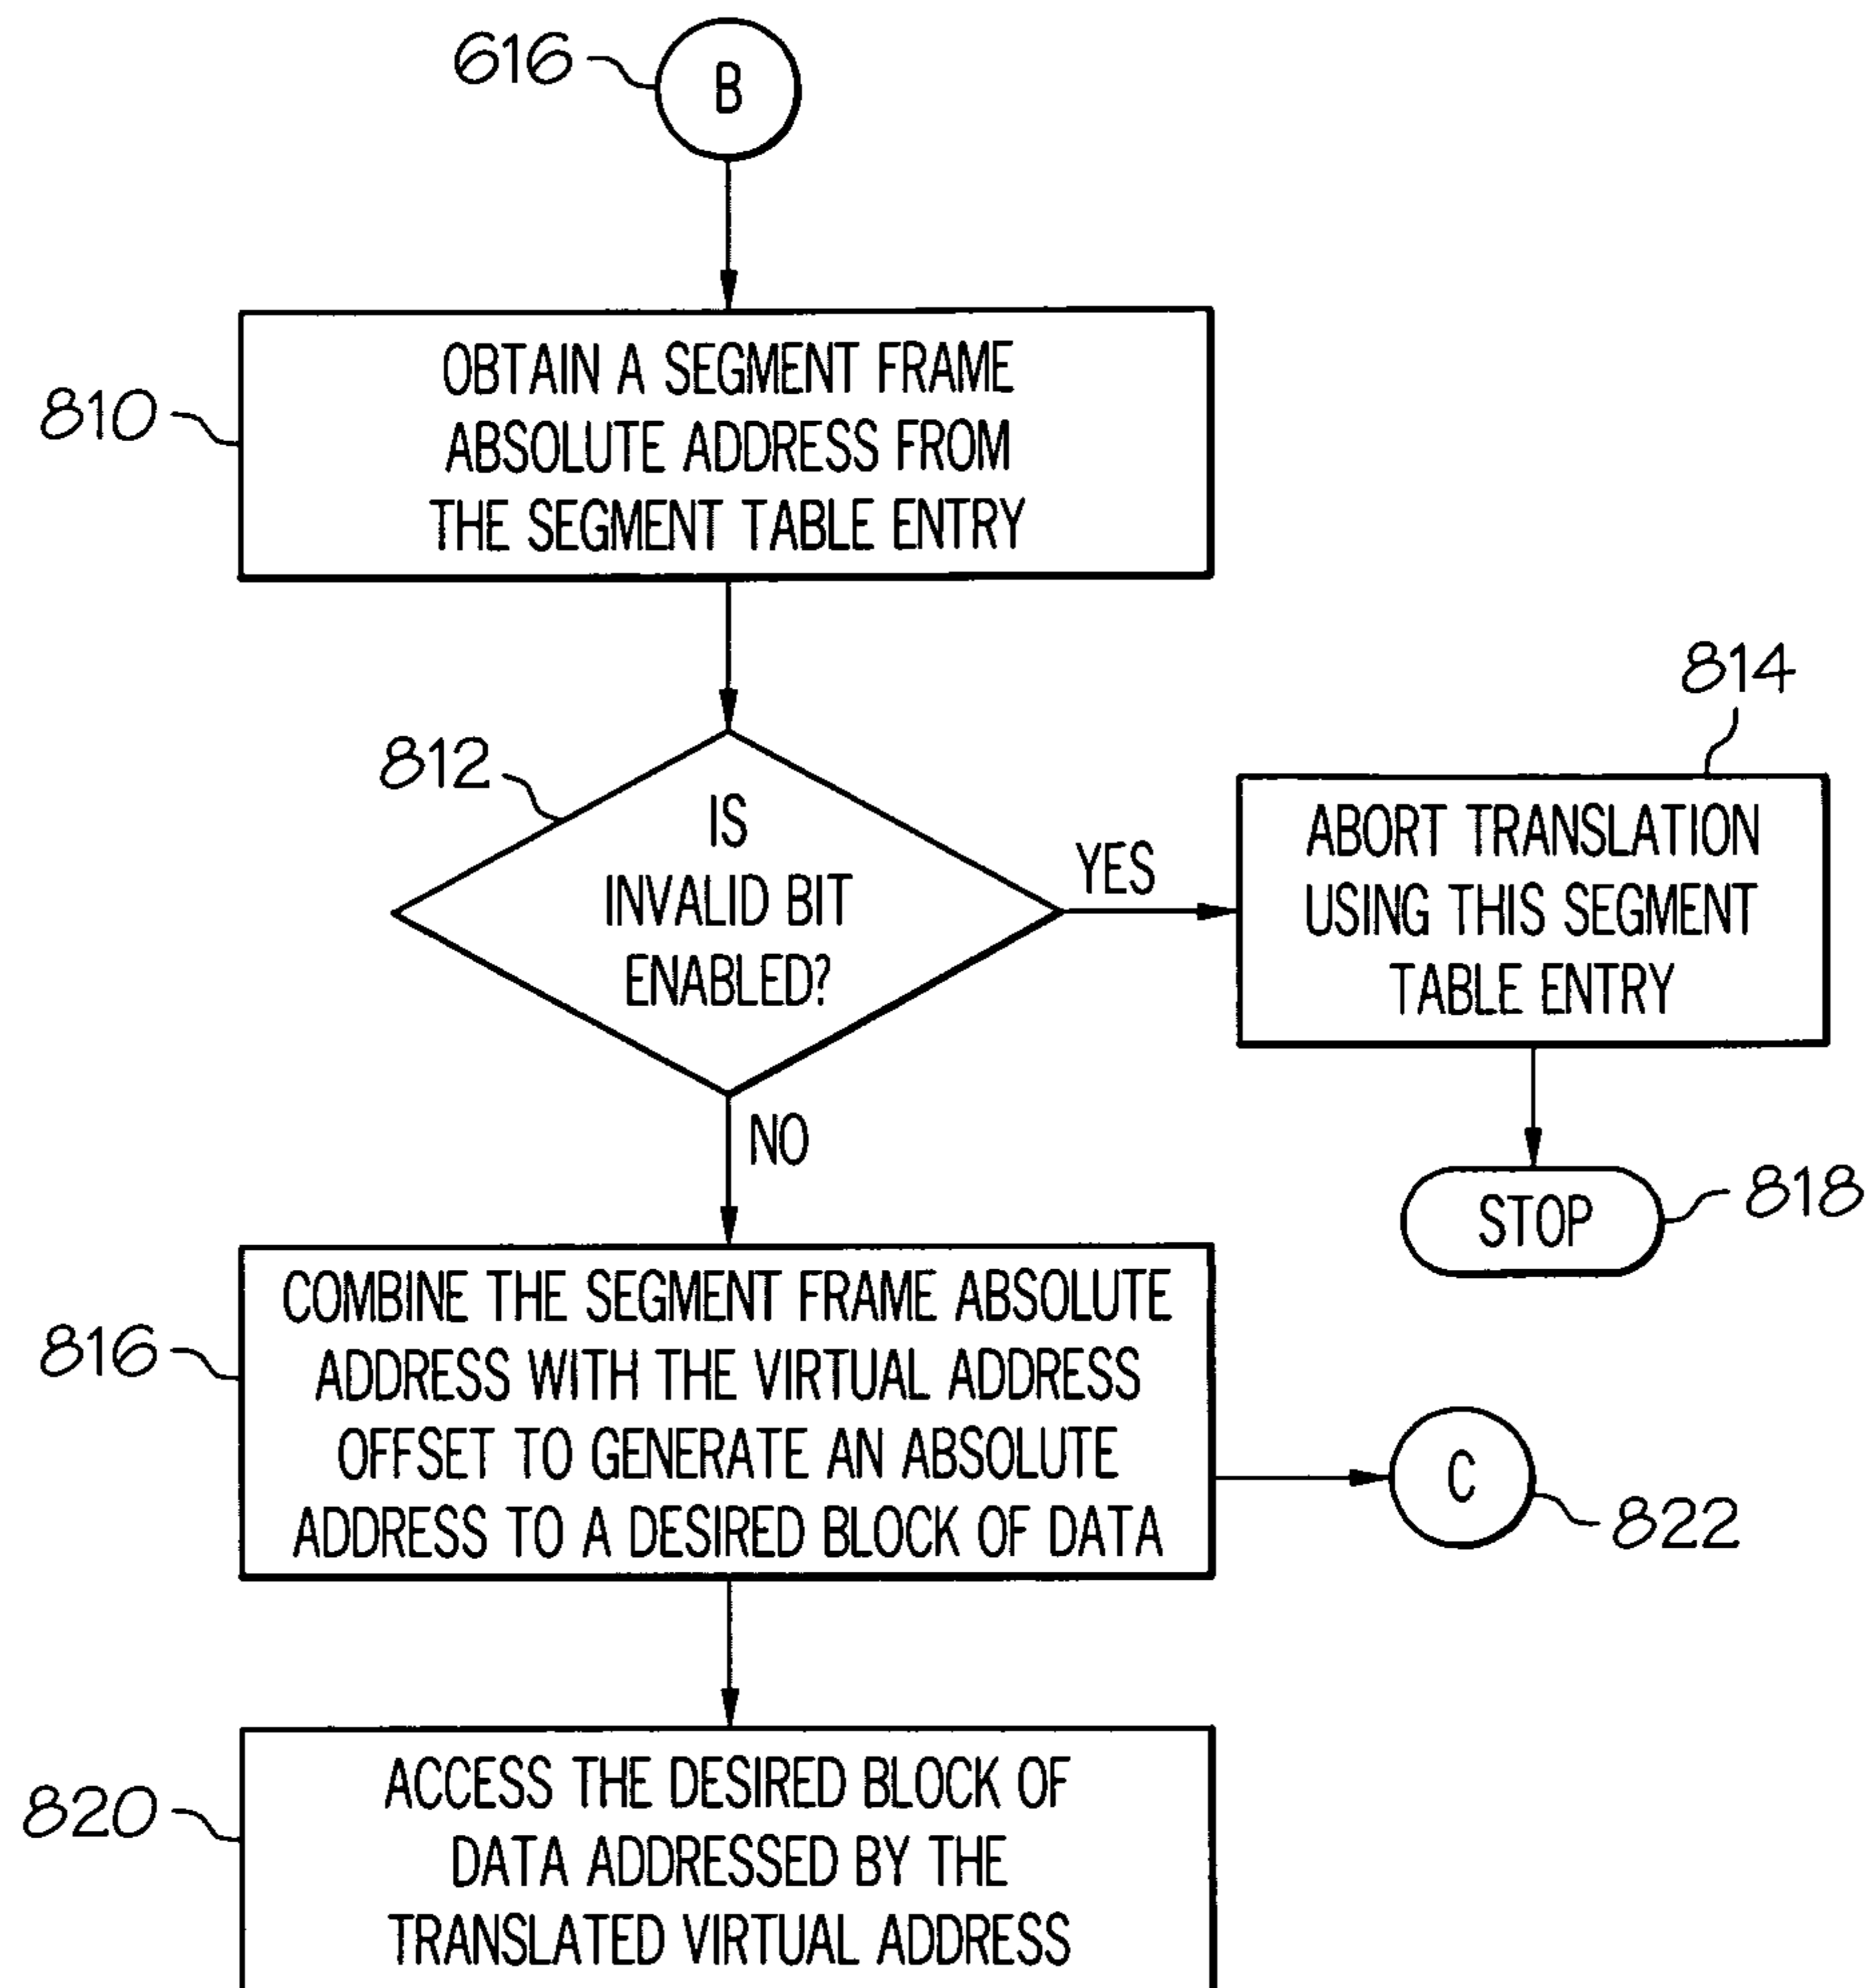 616
B
810
OBTAIN A SEGMENT FRAME
ABSOLUTE ADDRESS FROM
THE SEGMENT TABLE ENTRY
812
IS
INVALID BIT
ENABLED?
YES
814
ABORT TRANSLATION
USING THIS SEGMENT
TABLE ENTRY
STOP
818
NO
816
COMBINE THE SEGMENT FRAME ABSOLUTE
ADDRESS WITH THE VIRTUAL ADDRESS
OFFSET TO GENERATE AN ABSOLUTE
ADDRESS TO A DESIRED BLOCK OF DATA
C
822
820
ACCESS THE DESIRED BLOCK OF
DATA ADDRESSED BY THE
TRANSLATED VIRTUAL ADDRESS